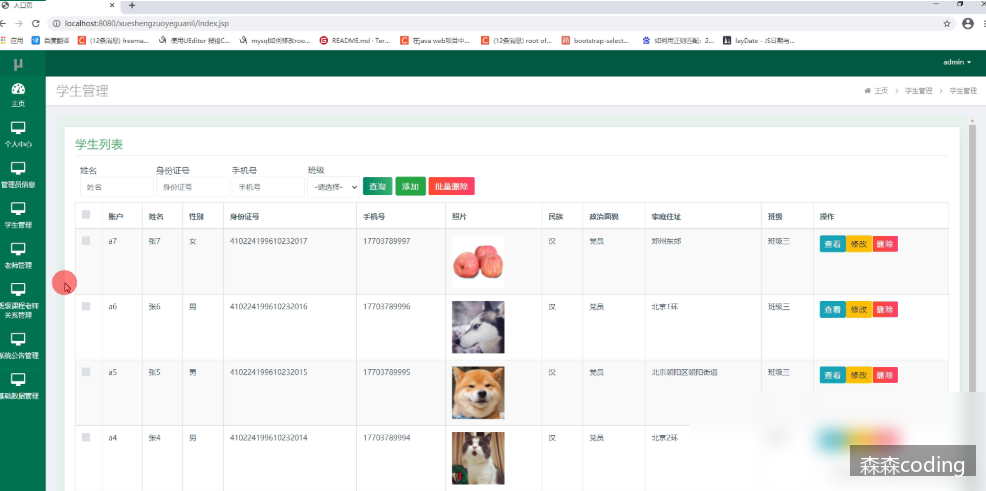 入口页
localhost:8080/xueshengzuoyeguanli/index.jsp
应用 百度翻译 (12条消息) freema... 使用UEditor 报错C... mysql如何修改roo... README.md · Ter... 在java web项目中... (12条消息) root of... bootstrap-select... 如何用正则匹配：2... layDate - JS日期与...
μ admin
主页
个人中心
管理员信息
学生管理
老师管理
班级课程老师
关系管理
系统公告管理
基础数据管理
学生管理 主页 > 学生管理 > 学生管理
学生列表
姓名 身份证号 手机号 班级
姓名 身份证号 手机号 -请选择- 查询 添加 批量删除
账户 姓名 性别 身份证号 手机号 照片 民族 政治面貌 家庭住址 班级 操作
a7 张7 女 410224199610232017 17703789997 汉 党员 郑州东郊 班级三 查看 修改 删除
a6 张6 男 410224199610232016 17703789996 汉 党员 北京1环 班级三 查看 修改 删除
a5 张5 男 410224199610232015 17703789995 汉 党员 北京朝阳区朝阳街道 班级三 查看 修改 删除
a4 张4 男 410224199610232014 17703789994 汉 党员 北京2环
森森coding